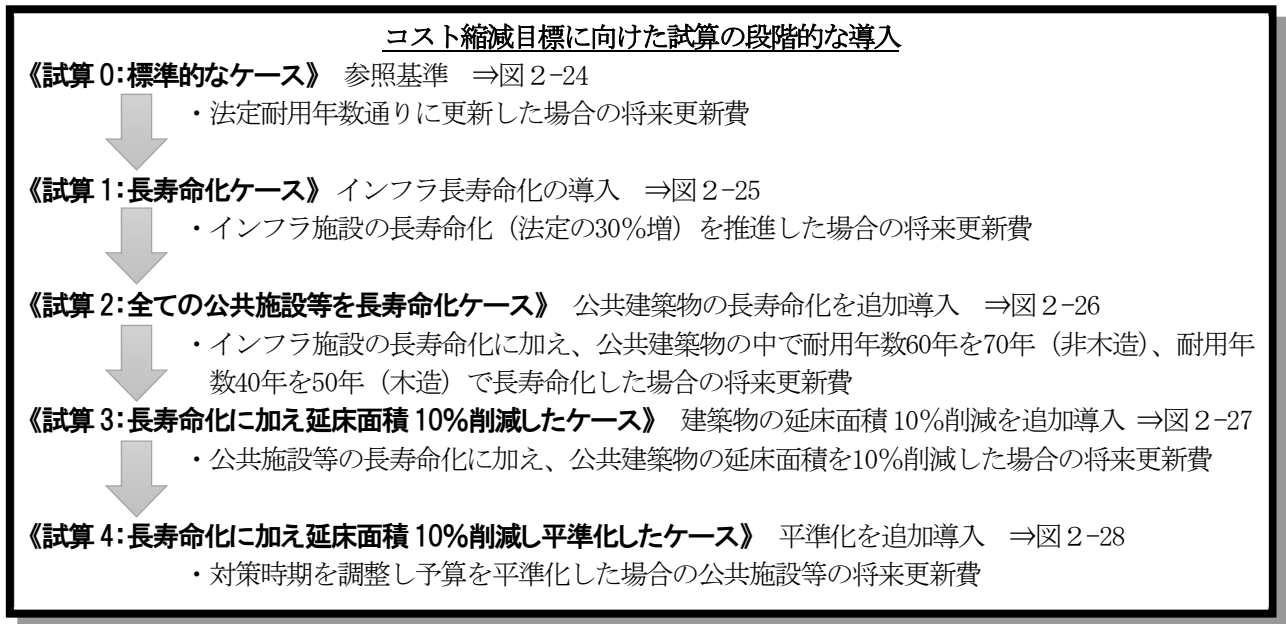 コスト縮減目標に向けた試算の段階的な導入
《試算0:標準的なケース》 参照基準 ⇒図2-24
・法定耐用年数通りに更新した場合の将来更新費
《試算1:長寿命化ケース》 インフラ長寿命化の導入 ⇒図2-25
・インフラ施設の長寿命化(法定の30%増)を推進した場合の将来更新費
《試算2:全ての公共施設等を長寿命化ケース》 公共建築物の長寿命化を追加導入 ⇒図2-26
・インフラ施設の長寿命化に加え、公共建築物の中で耐用年数60年を70年(非木造)、耐用年
数40年を50年(木造)で長寿命化した場合の将来更新費
《試算3:長寿命化に加え延床面積10%削減したケース》 建築物の延床面積10%削減を追加導入 ⇒図2-27
・公共施設等の長寿命化に加え、公共建築物の延床面積を10%削減した場合の将来更新費
《試算4:長寿命化に加え延床面積10%削減し平準化したケース》 平準化を追加導入 ⇒図2-28
・対策時期を調整し予算を平準化した場合の公共施設等の将来更新費